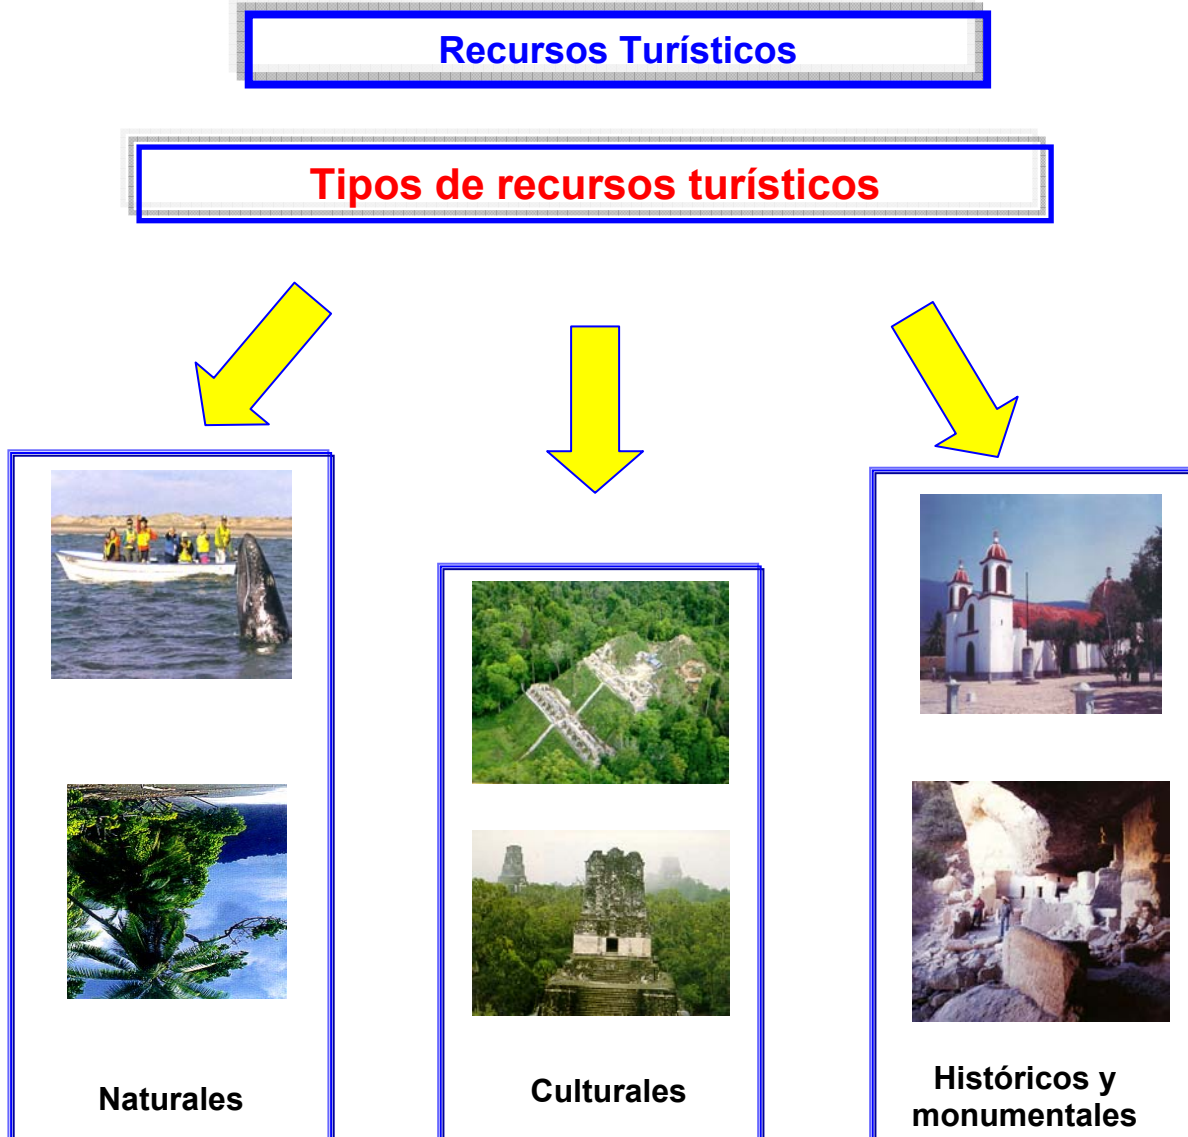 Recursos Turísticos
Tipos de recursos turísticos
Naturales
Culturales
Históricos y
monumentales